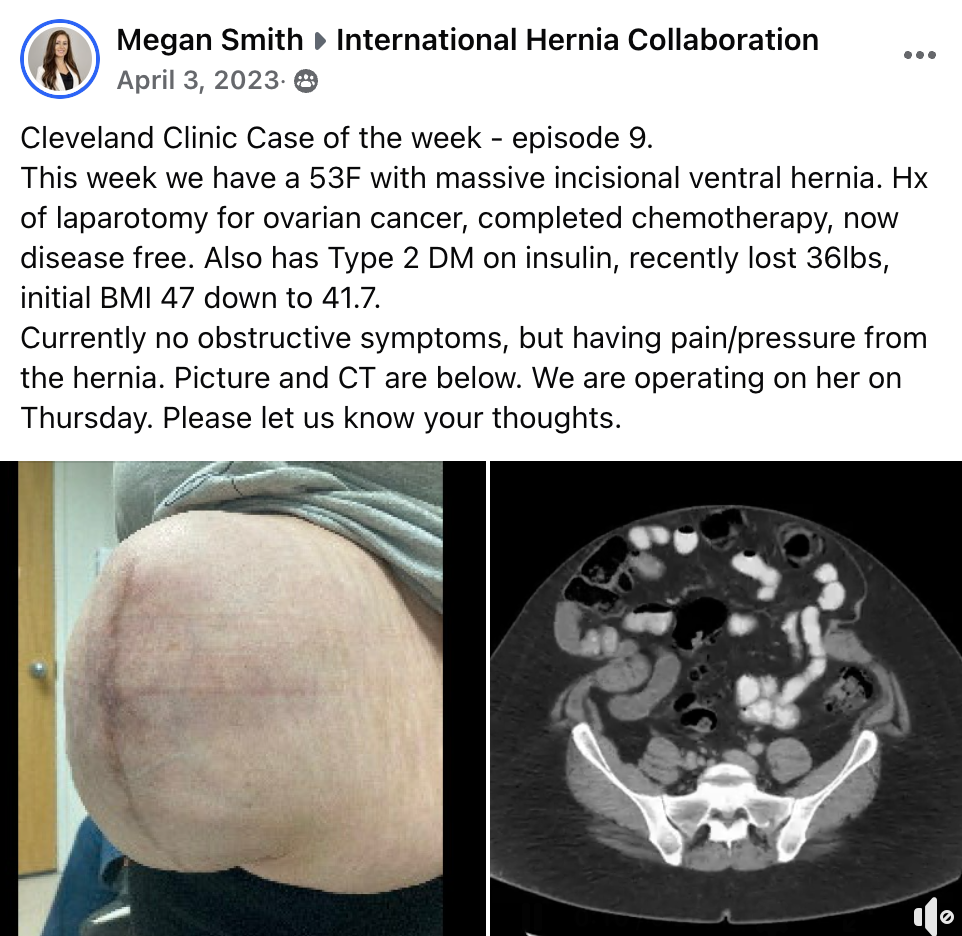 Megan Smith International Hernia Collaboration
April 3, 2023·
Cleveland Clinic Case of the week - episode 9.
This week we have a 53F with massive incisional ventral hernia. Hx
of laparotomy for ovarian cancer, completed chemotherapy, now
disease free. Also has Type 2 DM on insulin, recently lost 36lbs,
initial BMI 47 down to 41.7.
Currently no obstructive symptoms, but having pain/pressure from
the hernia. Picture and CT are below. We are operating on her on
Thursday. Please let us know your thoughts.